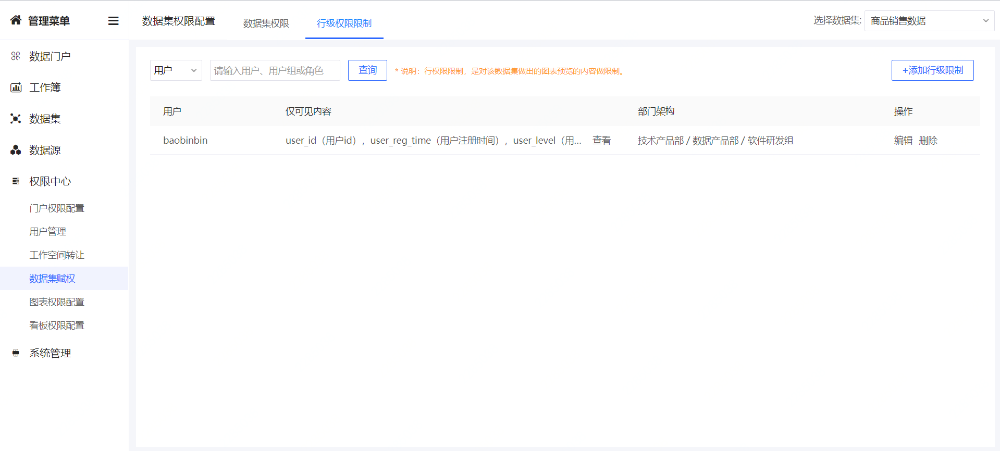 管理菜单
数据门户
工作簿
数据集
数据源
权限中心
门户权限配置
用户管理
工作空间转让
数据集赋权
图表权限配置
看板权限配置
系统管理
数据集权限配置 数据集权限 行级权限限制 选择数据集: 商品销售数据
用户 请输入用户、用户组或角色 查询 * 说明：行权限限制，是对该数据集做出的图表预览的内容做限制。 +添加行级限制
用户 仅可见内容 部门架构 操作
baobinbin user_id（用户id），user_reg_time（用户注册时间），user_level（用... 查看 技术产品部 / 数据产品部 / 软件研发组 编辑 删除